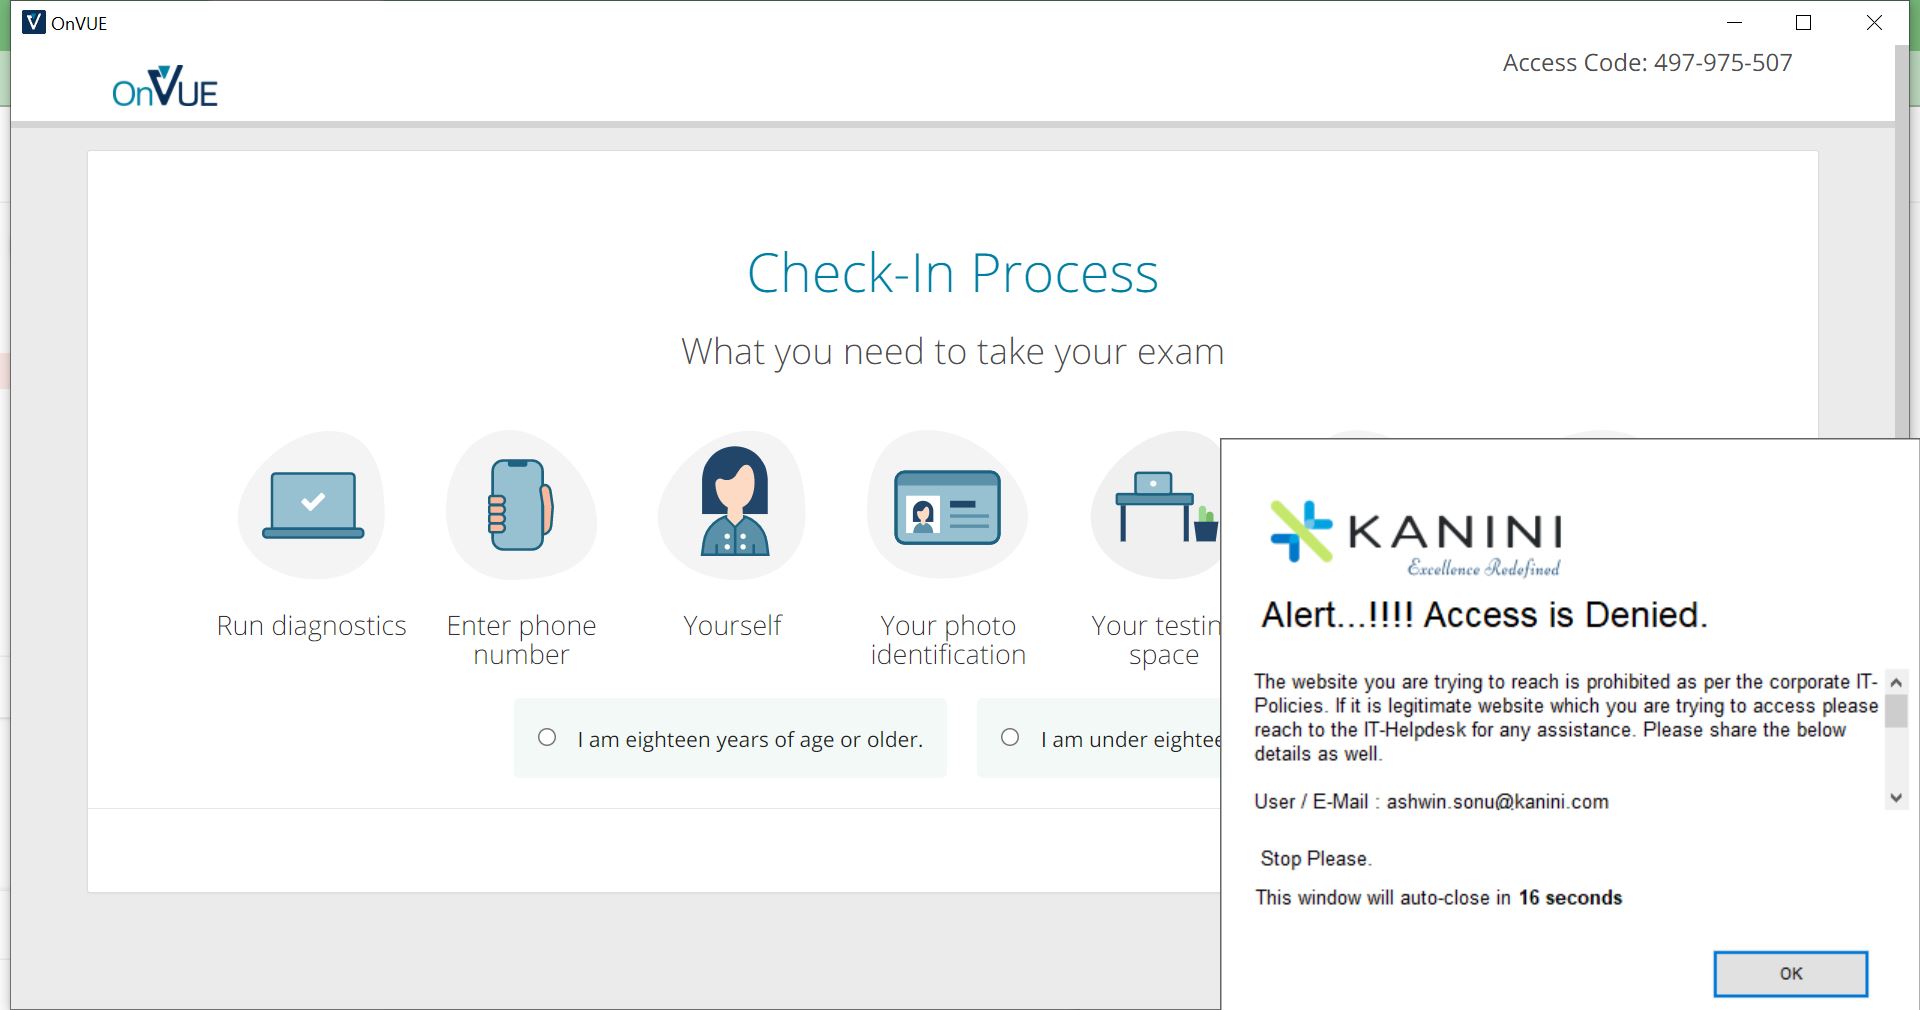 OnVUE
OnVUE
Access Code: 497-975-507
Check-In Process
What you need to take your exam
Run diagnostics
Enter phone
number
Yourself
Your photo
identification
Your testin
space
I am eighteen years of age or older.
I am under eightee
KANINI
Excellence Redefined
Alert...!!!! Access is Denied.
The website you are trying to reach is prohibited as per the corporate IT-
Policies. If it is legitimate website which you are trying to access please
reach to the IT-Helpdesk for any assistance. Please share the below
details as well.
User / E-Mail : ashwin.sonu@kanini.com
Stop Please.
This window will auto-close in 16 seconds
OK